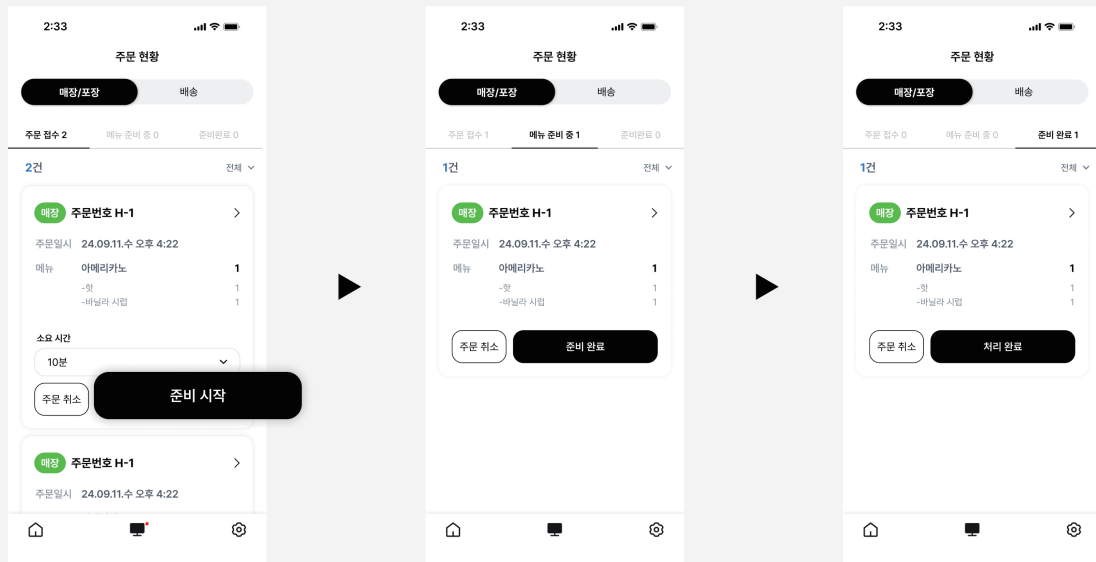 2:33
주문 현황
매장/포장 배송
주문 접수 2 메뉴 준비 중 0 준비완료 0
2건 전체
매장 주문번호 H-1
주문일시 24.09.11.수 오후 4:22
메뉴 아메리카노 1
-핫 1
-바닐라 시럽 1
소요 시간
10분
주문 취소 준비 시작
매장 주문번호 H-1
주문일시 24.09.11.수 오후 4:22
2:33
주문 현황
매장/포장 배송
주문 접수 1 메뉴 준비 중 1 준비완료 0
1건 전체
매장 주문번호 H-1
주문일시 24.09.11.수 오후 4:22
메뉴 아메리카노 1
-핫 1
-바닐라 시럽 1
주문 취소 준비 완료
2:33
주문 현황
매장/포장 배송
주문 접수 0 메뉴 준비 중 0 준비 완료 1
1건 전체
매장 주문번호 H-1
주문일시 24.09.11.수 오후 4:22
메뉴 아메리카노 1
-핫 1
-바닐라 시럽 1
주문 취소 처리 완료